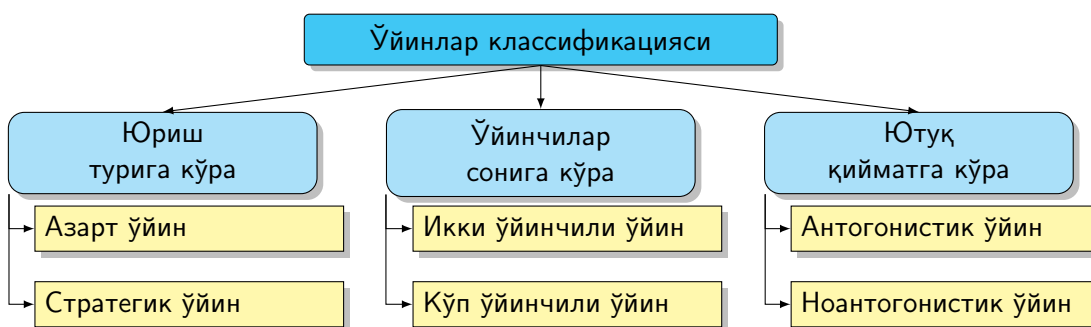 Ўйинлар классификацияси
Юриш
турига кўра
Ўйинчилар
сонига кўра
Ютуқ
қийматга кўра
Азарт ўйин
Икки ўйинчили ўйин
Антогонистик ўйин
Стратегик ўйин
Кўп ўйинчили ўйин
Ноантогонистик ўйин